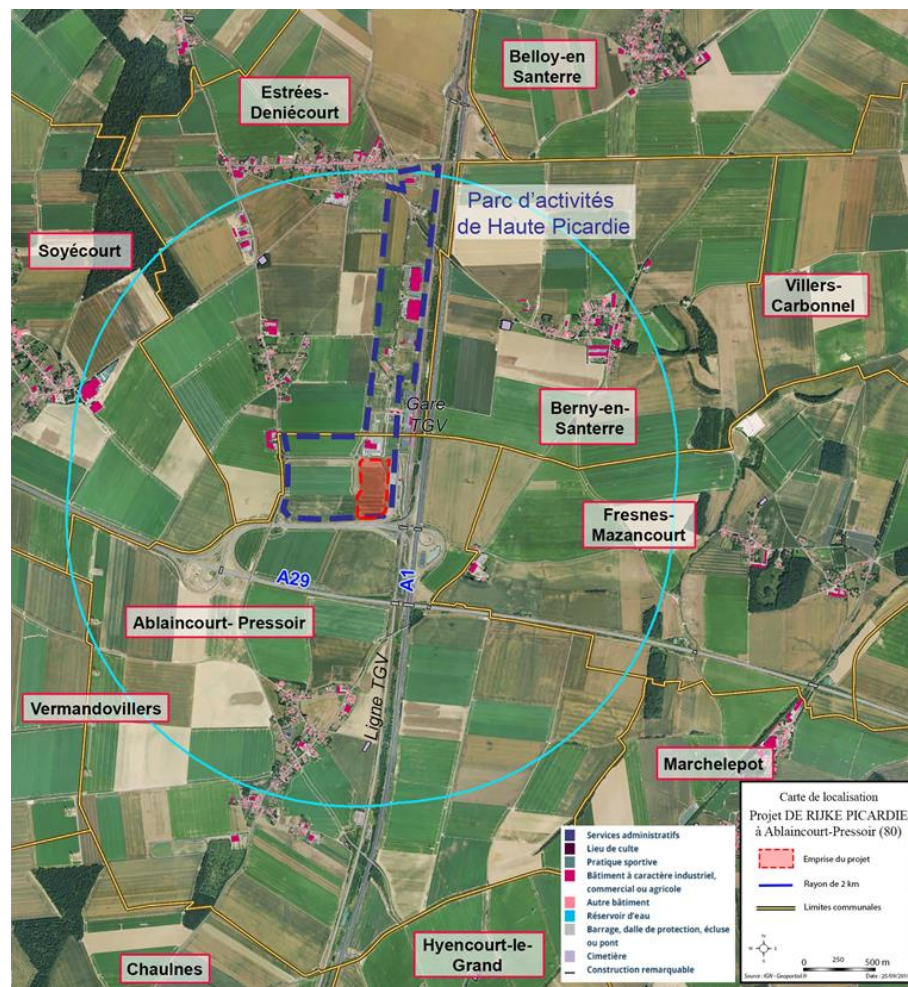 Belloy-en
Santerre
Estrées-
Deniécourt
Parc d'activités
de Haute Picardie
Soyécourt
Villers-
Carbonnel
Gare
TGV
Berny-en-
Santerre
Fresnes-
Mazancourt
A29
A1
Ablaincourt- Pressoir
Ligne TGV
Vermandovillers
Marchelepot
Hyencourt-le-
Grand
Chaulnes
Services administratifs
Lieu de culte
Pratique sportive
Bâtiment à caractère industriel,
commercial ou agricole
Autre bâtiment
Réservoir d'eau
Barrage, dalle de protection, écluse
ou pont
Cimetière
Construction remarquable
Carte de localisation
Projet DE RIJKE PICARDIE
à Ablaincourt-Pressoir (80)
Emprise du projet
Rayon de 2 km
Limites communales
N
W
E
S
0 250 500 m
Source : IGN - Geoportail.fr